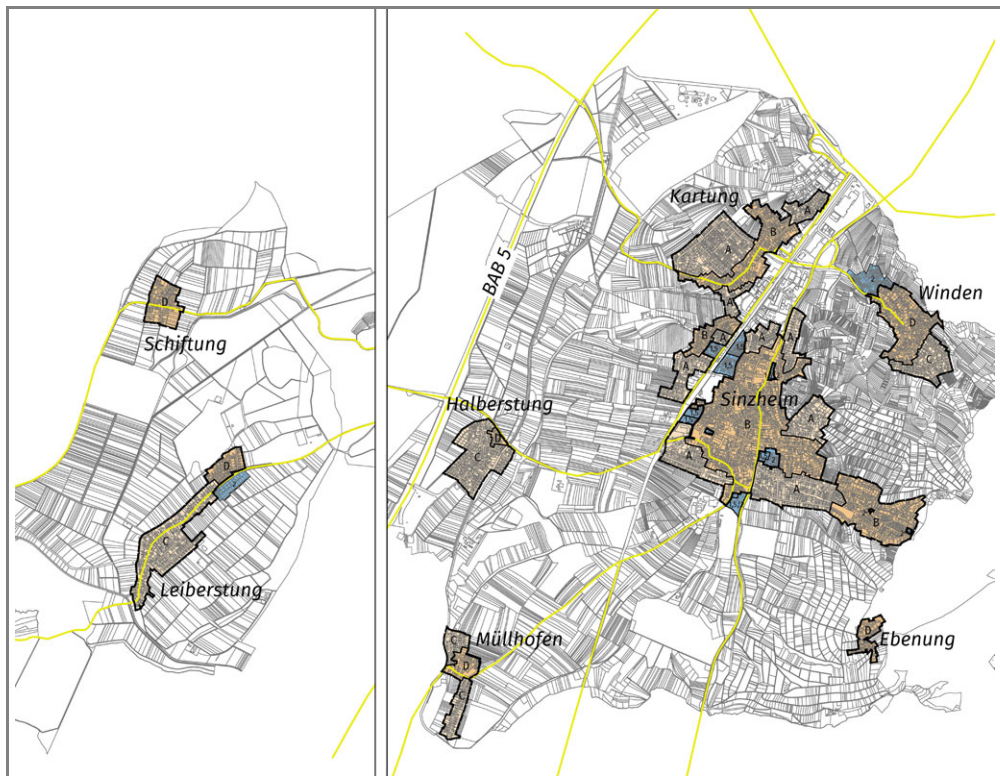 Kartung
A
B
A
BAB 5
A
Winden
D
Schiftung
D
C
B
A
A
A
A
Sinzheim
Halberstung
A
B
D
C
A
A
B
D
C
Leiberstung
C
Müllhofen
D
C
D
Ebenung